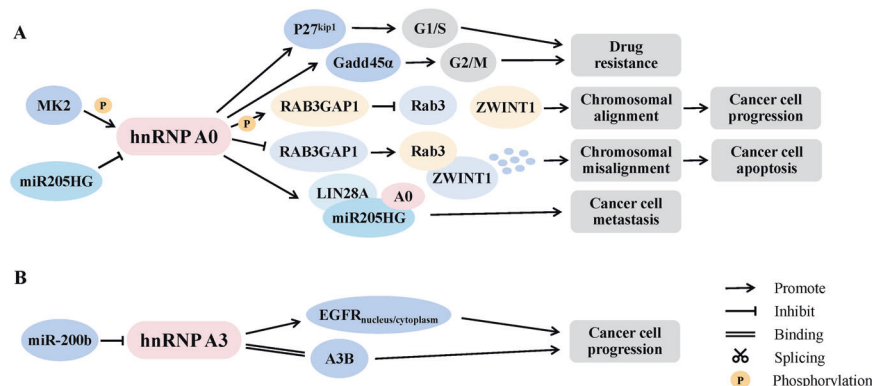 A
P27kip1
G1/S
Gadd45α
G2/M
Drug
resistance
MK2
P
hnRNP A0
P
RAB3GAP1
Rab3
ZWINT1
Chromosomal
alignment
Cancer cell
progression
miR205HG
RAB3GAP1
Rab3
ZWINT1
Chromosomal
misalignment
Cancer cell
apoptosis
LIN28A
A0
miR205HG
Cancer cell
metastasis
B
miR-200b
hnRNP A3
EGFRnucleus/cytoplasm
A3B
Cancer cell
progression
Promote
Inhibit
Binding
Splicing
P Phosphorylation